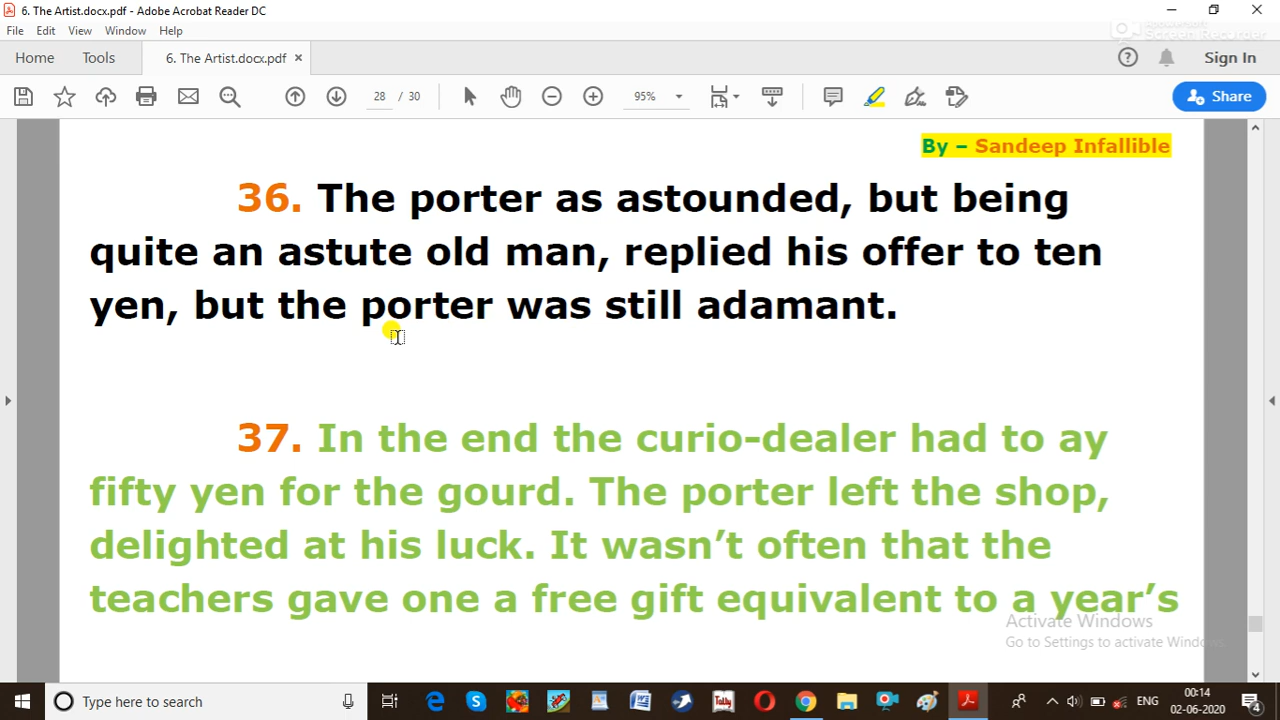 6. The Artist.docx.pdf - Adobe Acrobat Reader DC
File Edit View Window Help
Screen Recorder
Home Tools 6. The Artist.docx.pdf × Sign In
28 / 30 95% Share
By – Sandeep Infallible
36. The porter as astounded, but being
quite an astute old man, replied his offer to ten
yen, but the porter was still adamant.
37. In the end the curio-dealer had to ay
fifty yen for the gourd. The porter left the shop,
delighted at his luck. It wasn’t often that the
teachers gave one a free gift equivalent to a year’s
Activate Windows
Go to Settings to activate Windows.
Type here to search
Tally
ENG
00:14
02-06-2020
4